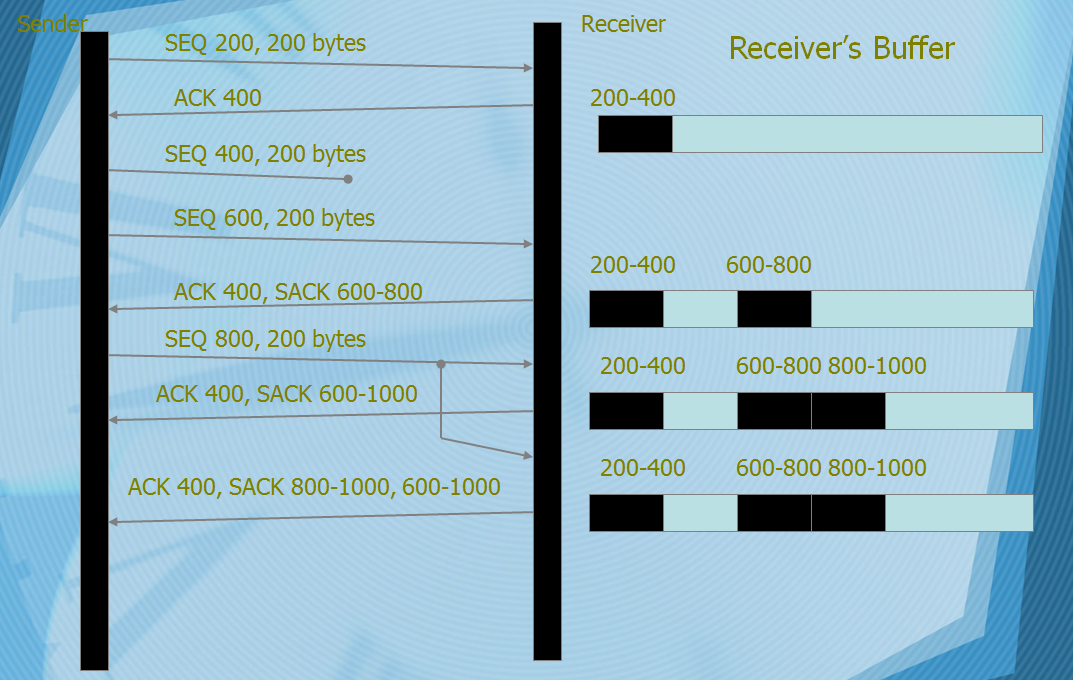 Sender
Receiver
Receiver’s Buffer
SEQ 200, 200 bytes
ACK 400
200-400
SEQ 400, 200 bytes
SEQ 600, 200 bytes
200-400
600-800
ACK 400, SACK 600-800
SEQ 800, 200 bytes
200-400
600-800
800-1000
ACK 400, SACK 600-1000
200-400
600-800
800-1000
ACK 400, SACK 800-1000, 600-1000